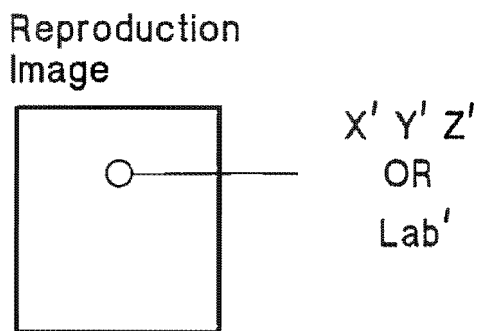 Reproduction
Image
X' Y' Z'
OR
Lab'